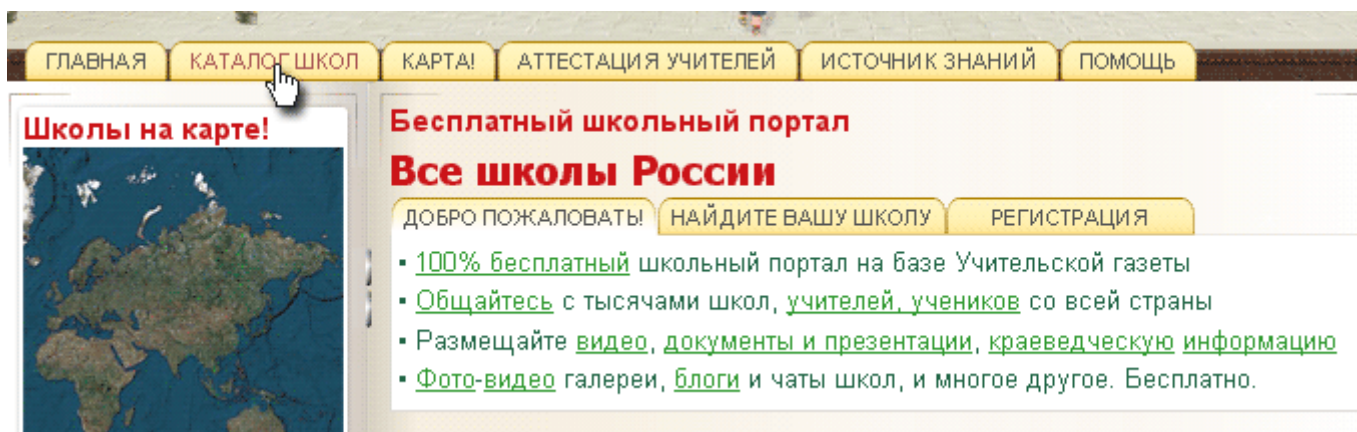 ГЛАВНАЯ КАТАЛОГ ШКОЛ КАРТА! АТТЕСТАЦИЯ УЧИТЕЛЕЙ ИСТОЧНИК ЗНАНИЙ ПОМОЩЬ
Школы на карте!
Бесплатный школьный портал
Все школы России
ДОБРО ПОЖАЛОВАТЬ! НАЙДИТЕ ВАШУ ШКОЛУ РЕГИСТРАЦИЯ
▪ 100% бесплатный школьный портал на базе Учительской газеты
▪ Общайтесь с тысячами школ, учителей, учеников со всей страны
▪ Размещайте видео, документы и презентации, краеведческую информацию
▪ Фото-видео галереи, блоги и чаты школ, и многое другое. Бесплатно.